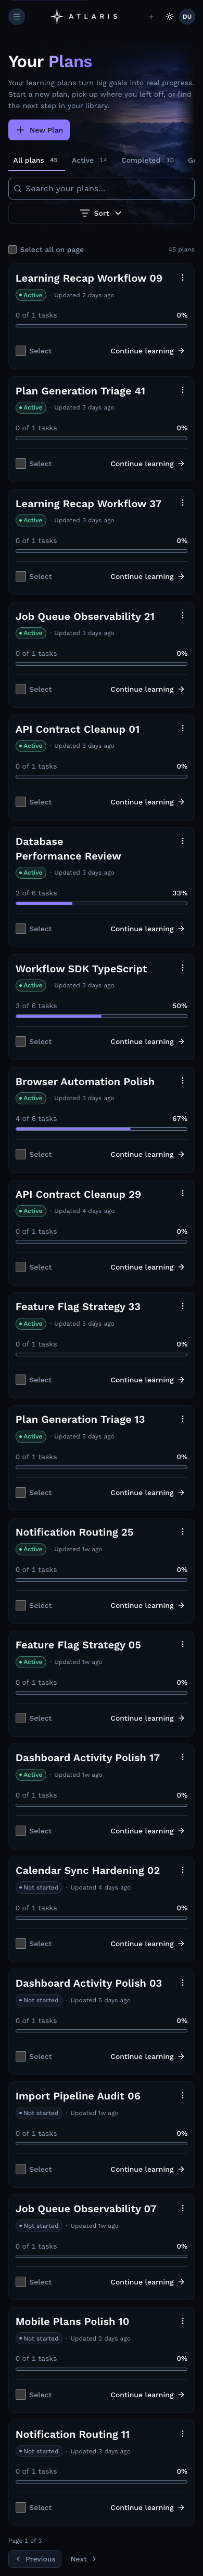 ATLARIS
DU
Your Plans
Your learning plans turn big goals into real progress.
Start a new plan, pick up where you left off, or find
the next step in your library.
New Plan
All plans 45 Active 14 Completed 10
Search your plans...
Sort
Select all on page 45 plans
Learning Recap Workflow 09
Active · Updated 2 days ago
0 of 1 tasks 0%
Select Continue learning →
Plan Generation Triage 41
Active · Updated 3 days ago
0 of 1 tasks 0%
Select Continue learning →
Learning Recap Workflow 37
Active · Updated 3 days ago
0 of 1 tasks 0%
Select Continue learning →
Job Queue Observability 21
Active · Updated 3 days ago
0 of 1 tasks 0%
Select Continue learning →
API Contract Cleanup 01
Active · Updated 3 days ago
0 of 1 tasks 0%
Select Continue learning →
Database
Performance Review
Active · Updated 3 days ago
2 of 6 tasks 33%
Select Continue learning →
Workflow SDK TypeScript
Active · Updated 3 days ago
3 of 6 tasks 50%
Select Continue learning →
Browser Automation Polish
Active · Updated 3 days ago
4 of 6 tasks 67%
Select Continue learning →
API Contract Cleanup 29
Active · Updated 4 days ago
0 of 1 tasks 0%
Select Continue learning →
Feature Flag Strategy 33
Active · Updated 5 days ago
0 of 1 tasks 0%
Select Continue learning →
Plan Generation Triage 13
Active · Updated 5 days ago
0 of 1 tasks 0%
Select Continue learning →
Notification Routing 25
Active · Updated 1w ago
0 of 1 tasks 0%
Select Continue learning →
Feature Flag Strategy 05
Active · Updated 1w ago
0 of 1 tasks 0%
Select Continue learning →
Dashboard Activity Polish 17
Active · Updated 1w ago
0 of 1 tasks 0%
Select Continue learning →
Calendar Sync Hardening 02
Not started · Updated 4 days ago
0 of 1 tasks 0%
Select Continue learning →
Dashboard Activity Polish 03
Not started · Updated 5 days ago
0 of 1 tasks 0%
Select Continue learning →
Import Pipeline Audit 06
Not started · Updated 1w ago
0 of 1 tasks 0%
Select Continue learning →
Job Queue Observability 07
Not started · Updated 1w ago
0 of 1 tasks 0%
Select Continue learning →
Mobile Plans Polish 10
Not started · Updated 2 days ago
0 of 1 tasks 0%
Select Continue learning →
Notification Routing 11
Not started · Updated 3 days ago
0 of 1 tasks 0%
Select Continue learning →
Page 1 of 3
Previous Next